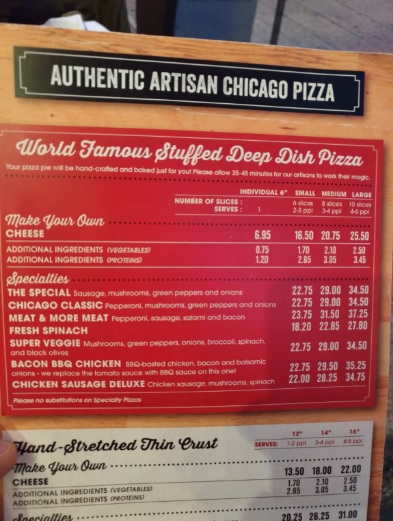 AUTHENTIC ARTISAN CHICAGO PIZZA
World Famous Stuffed Deep Dish Pizza
Your pizza pie will be hand-crafted and baked just for you! Please allow 35-45 minutes for our artisans to work their magic.
INDIVIDUAL 6" SMALL MEDIUM LARGE
NUMBER OF SLICES : 6 slices 8 slices 10 slices
SERVES : 1 2-3 ppl 3-4 ppl 4-6 ppl
Make Your Own
CHEESE 6.95 16.50 20.75 25.50
ADDITIONAL INGREDIENTS (VEGETABLES) 0.75 1.70 2.10 2.50
ADDITIONAL INGREDIENTS (PROTEINS) 1.20 2.65 3.05 3.45
Specialties
THE SPECIAL Sausage, mushrooms, green peppers and onions 22.75 29.00 34.50
CHICAGO CLASSIC Pepperoni, mushrooms, green peppers and onions 22.75 29.00 34.50
MEAT & MORE MEAT Pepperoni, sausage, salami and bacon 23.75 31.50 37.25
FRESH SPINACH 18.20 22.85 27.80
SUPER VEGGIE Mushrooms, green peppers, onions, broccoli, spinach, and black olives 22.75 29.00 34.50
BACON BBQ CHICKEN BBQ-basted chicken, bacon and balsamic
onions - we replace the tomato sauce with BBQ sauce on this one! 22.75 29.50 35.25
CHICKEN SAUSAGE DELUXE Chicken sausage, mushrooms, spinach 22.00 28.25 34.75
Please no substitutions on Specialty Pizzas
Hand-Stretched Thin Crust
12" 14" 16"
SERVES: 1-2 ppl 3-4 ppl 4-5 ppl
Make Your Own
CHEESE 13.50 18.00 22.00
ADDITIONAL INGREDIENTS (VEGETABLES) 1.70 2.10 2.50
ADDITIONAL INGREDIENTS (PROTEINS) 2.65 3.05 3.45
Specialties
20.25 26.25 31.00